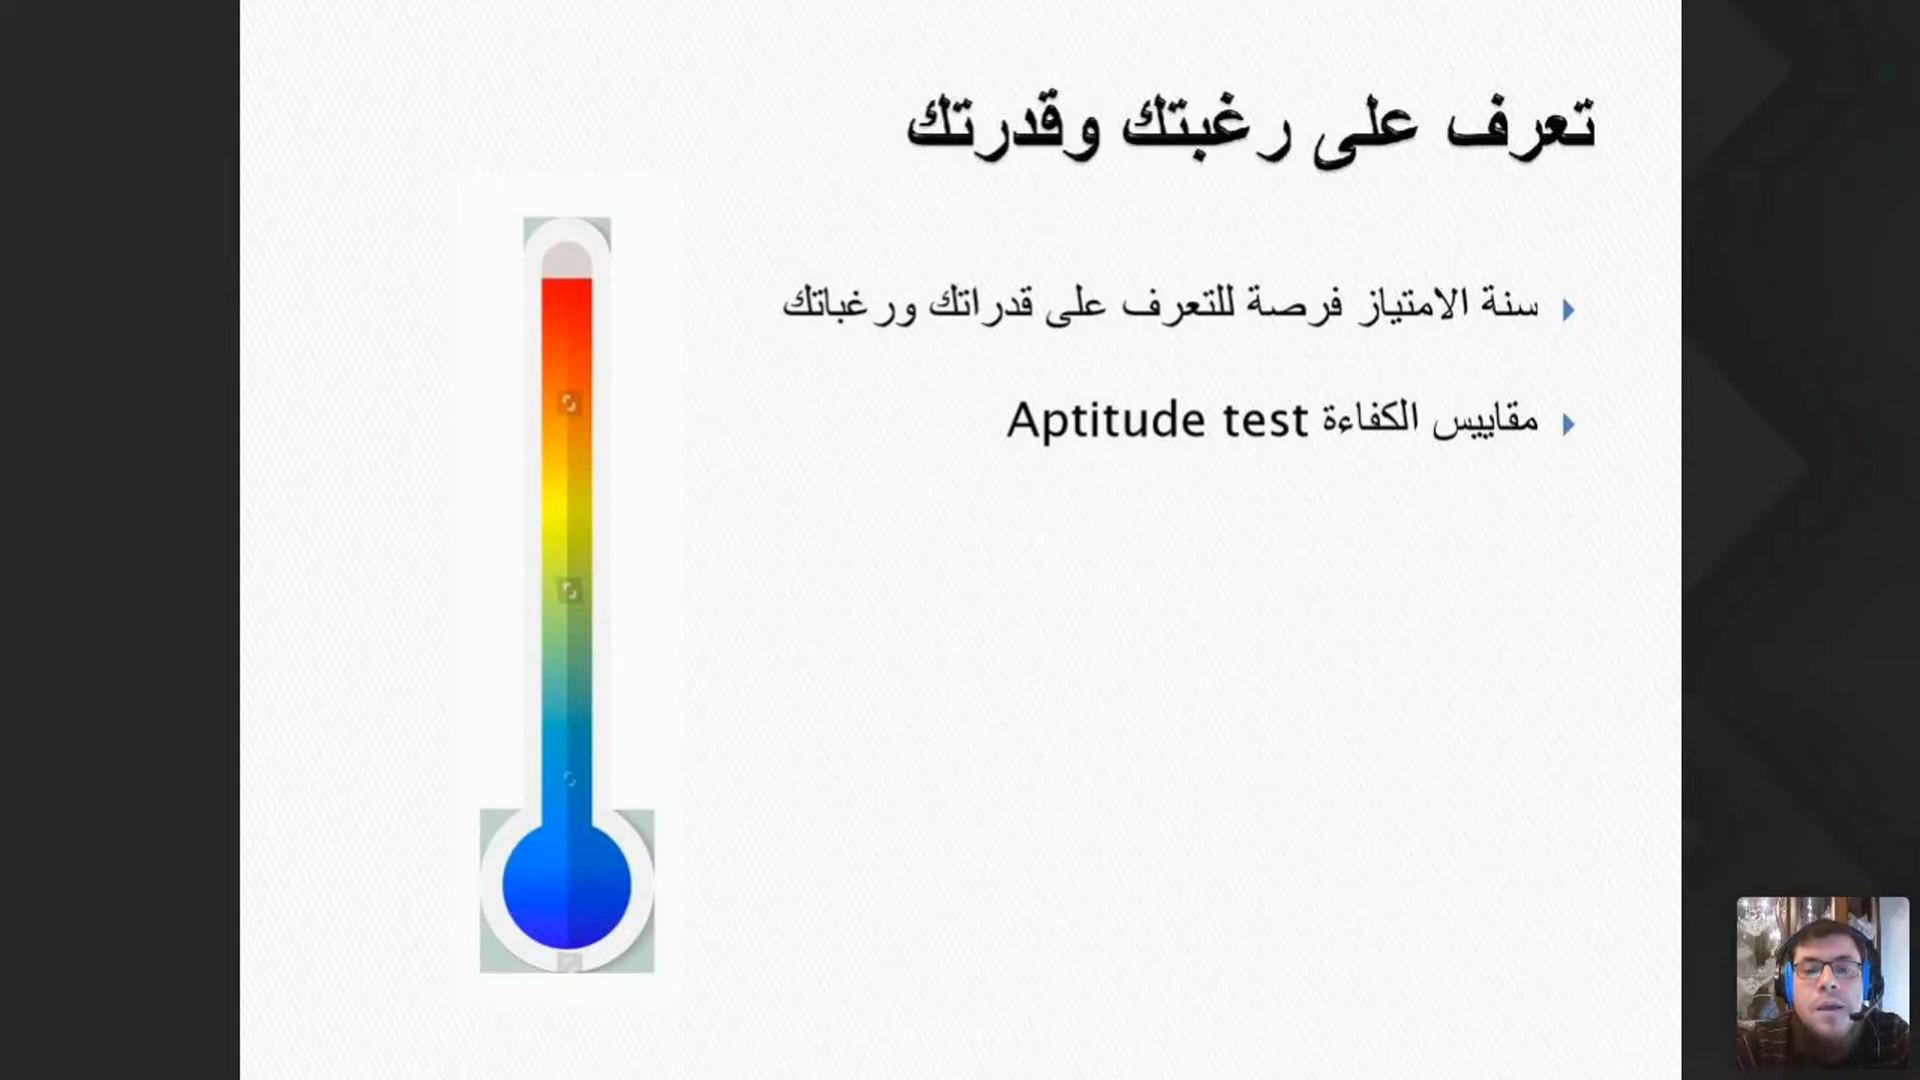 تعرف على رغبتك وقدرتك
سنة الامتياز فرصة للتعرف على قدراتك ورغباتك
مقاييس الكفاءة Aptitude test